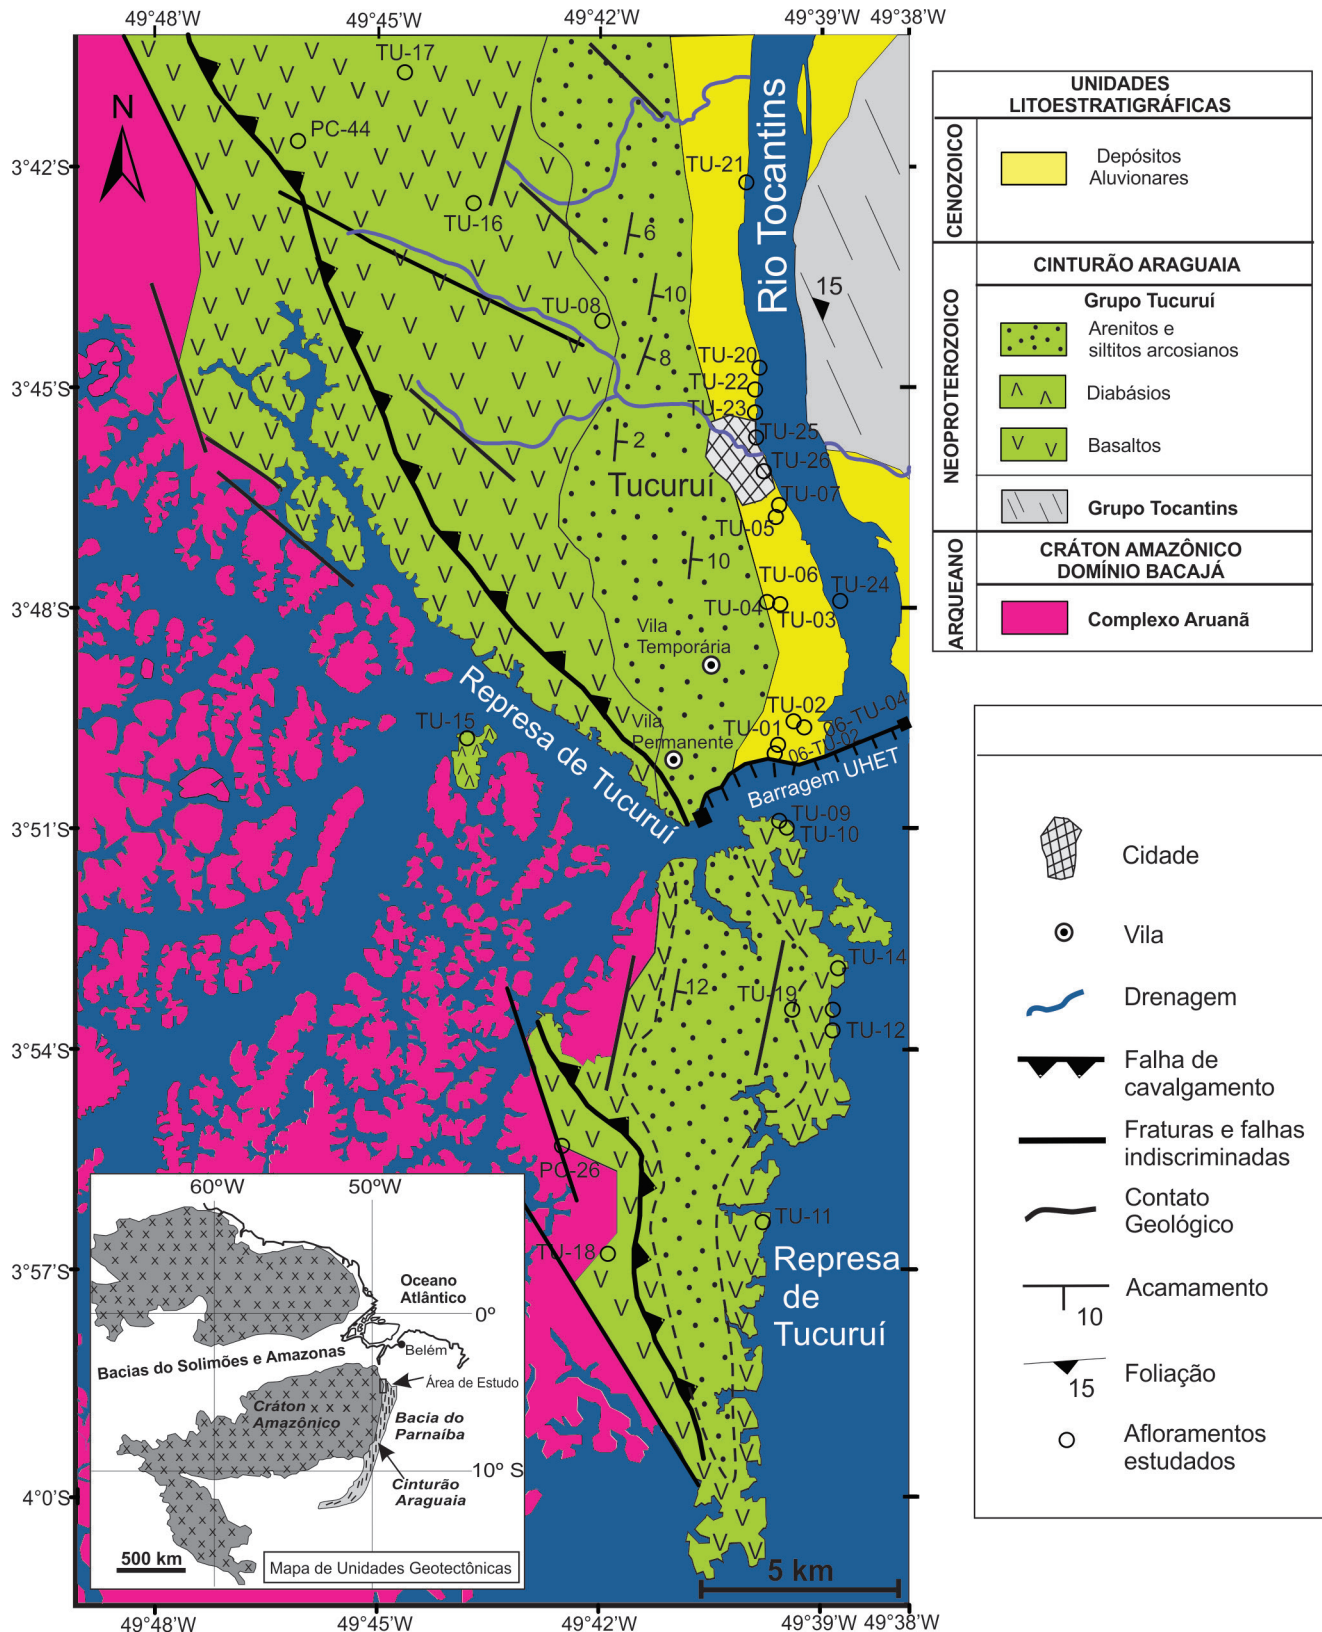 49°48'W
49°45'W
49°42'W
49°39'W
49°38'W
3°42'S
3°45'S
3°48'S
3°51'S
3°54'S
3°57'S
4°0'S
N
TU-17
PC-44
TU-16
TU-21
Rio Tocantins
6
10
15
TU-08
8
TU-20
TU-22
TU-23
TU-25
2
TU-26
Tucuruí
TU-07
TU-05
10
TU-06
TU-24
TU-04
TU-03
Vila
Temporária
TU-02
06-TU-04
TU-01
06-TU-02
Vila
Permanente
Barragem UHET
Represa de Tucuruí
TU-15
TU-09
TU-10
TU-14
12
TU-19
TU-12
PC-26
TU-11
TU-18
Represa
de
Tucuruí
5 km
60°W
50°W
Oceano
Atlântico
0°
Belém
Bacias do Solimões e Amazonas
Área de Estudo
Cráton
Amazônico
Bacia do
Parnaíba
10° S
Cinturão
Araguaia
500 km
Mapa de Unidades Geotectônicas
49°48'W
49°45'W
49°42'W
49°39'W
49°38'W
UNIDADES
LITOESTRATIGRÁFICAS
CENOZOICO
Depósitos
Aluvionares
NEOPROTEROZOICO
CINTURÃO ARAGUAIA
Grupo Tucuruí
Arenitos e
siltitos arcosianos
Diabásios
Basaltos
Grupo Tocantins
ARQUEANO
CRÁTON AMAZÔNICO
DOMÍNIO BACAJÁ
Complexo Aruanã
Cidade
Vila
Drenagem
Falha de
cavalgamento
Fraturas e falhas
indiscriminadas
Contato
Geológico
Acamamento
10
Foliação
15
Afloramentos
estudados